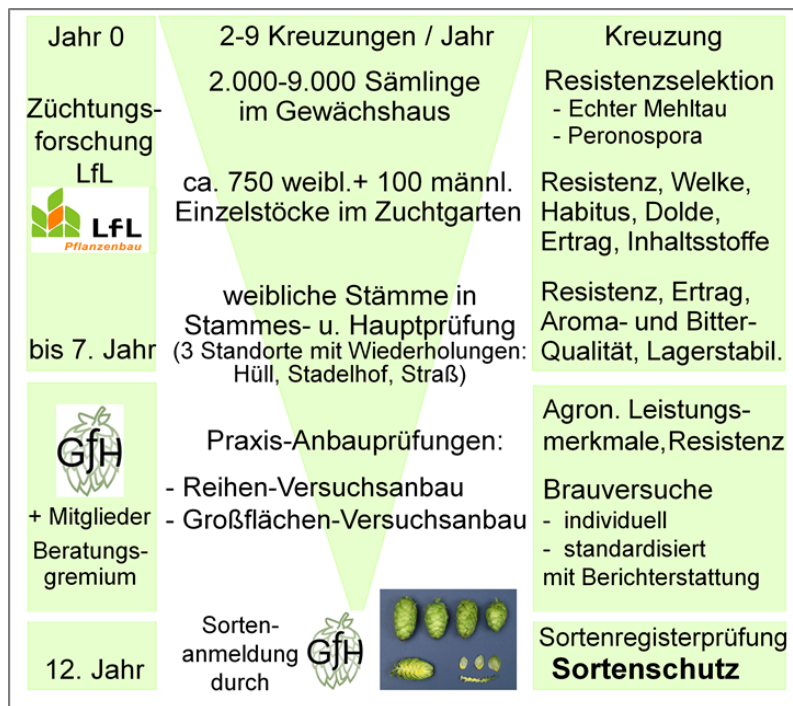 Jahr 0
2-9 Kreuzungen / Jahr
Kreuzung
Züchtungs-
forschung
LfL
LfL
Pflanzenbau
2.000-9.000 Sämlinge
im Gewächshaus
Resistenzselektion
- Echter Mehltau
- Peronospora
ca. 750 weibl.+ 100 männl.
Einzelstöcke im Zuchtgarten
Resistenz, Welke,
Habitus, Dolde,
Ertrag, Inhaltsstoffe
bis 7. Jahr
weibliche Stämme in
Stammes- u. Hauptprüfung
(3 Standorte mit Wiederholungen:
Hüll, Stadelhof, Straß)
Resistenz, Ertrag,
Aroma- und Bitter-
Qualität, Lagerstabil.
GfH
+ Mitglieder
Beratungs-
gremium
Praxis-Anbauprüfungen:
- Reihen-Versuchsanbau
- Großflächen-Versuchsanbau
Agron. Leistungs-
merkmale, Resistenz
Brauversuche
- individuell
- standardisiert
mit Berichterstattung
12. Jahr
Sorten-
anmeldung
durch
GfH
Sortenregisterprüfung
Sortenschutz